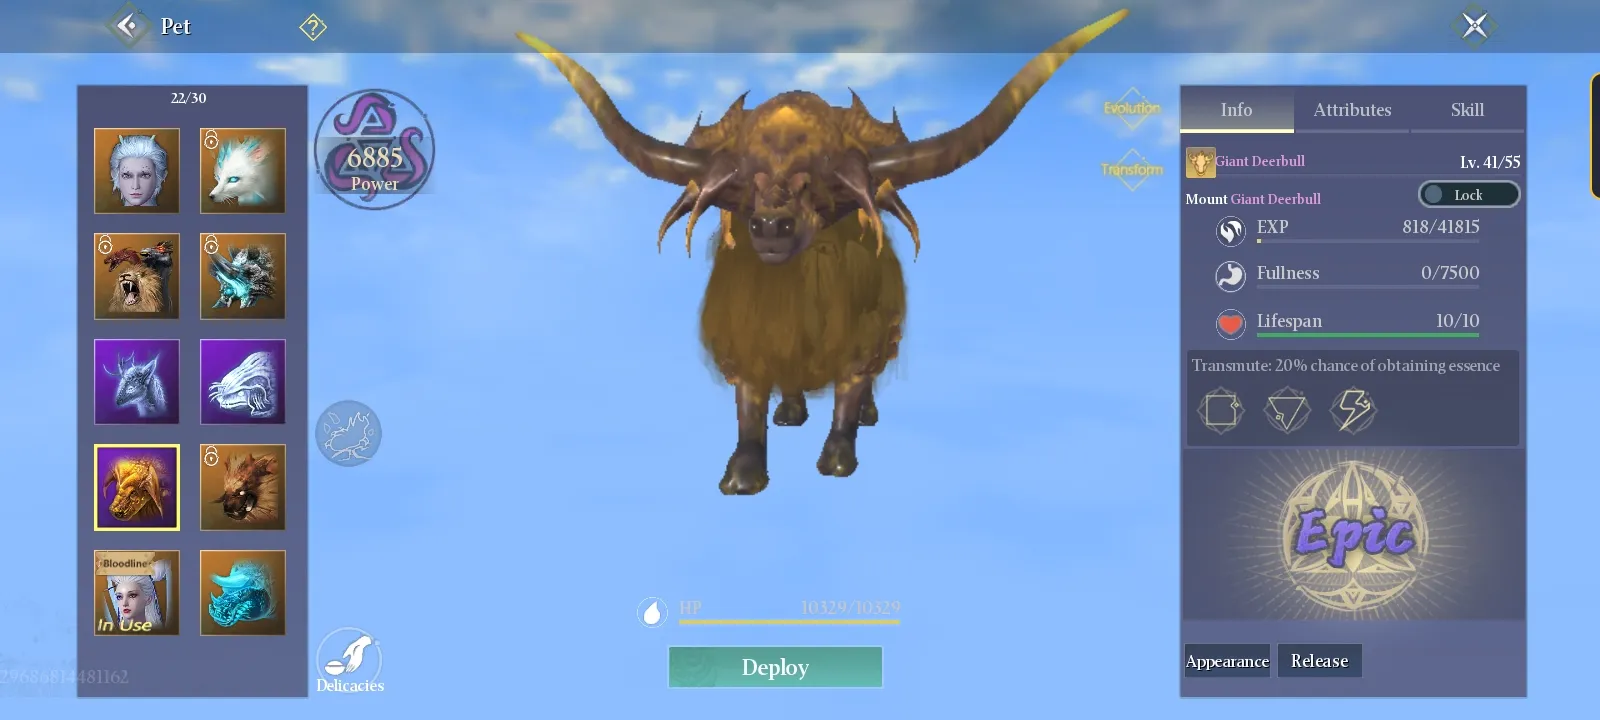 Pet
?
22/30
Bloodline
In Use
29686814481162
6885
Power
Delicacies
Evolution
Transform
HP 10329/10329
Deploy
Info Attributes Skill
Giant Deerbull Lv. 41/55
Mount Giant Deerbull Lock
EXP 818/41815
Fullness 0/7500
Lifespan 10/10
Transmute: 20% chance of obtaining essence
Epic
Appearance Release